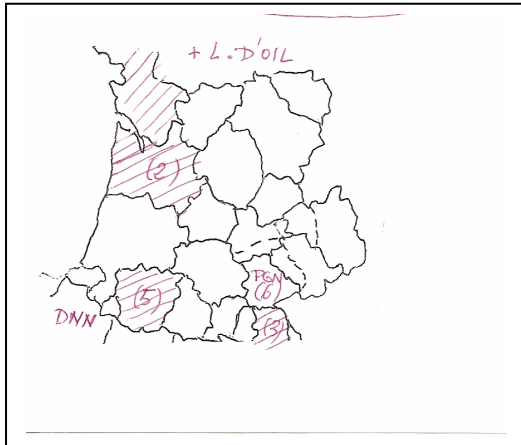 + L. D'OIL
(2)
PGN
(5)
(6)
DNN
(3)